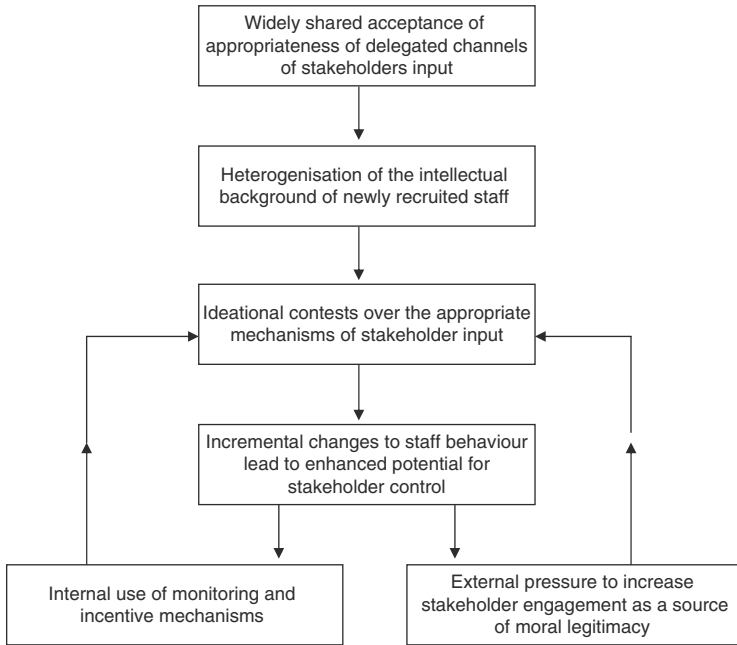 Widely shared acceptance of
appropriateness of delegated channels
of stakeholders input
Heterogenisation of the intellectual
background of newly recruited staff
Ideational contests over the appropriate
mechanisms of stakeholder input
Incremental changes to staff behaviour
lead to enhanced potential for
stakeholder control
Internal use of monitoring and
incentive mechanisms
External pressure to increase
stakeholder engagement as a source
of moral legitimacy